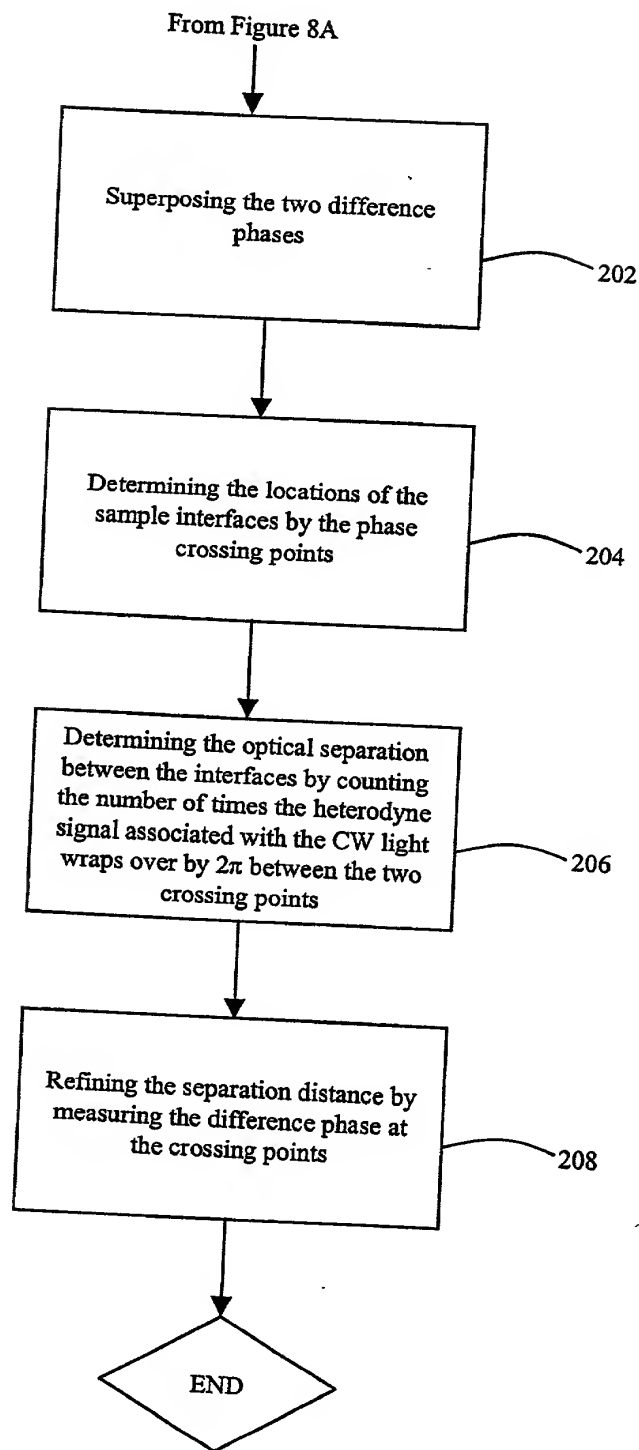 From Figure 8A
Superposing the two difference
phases
202
Determining the locations of the
sample interfaces by the phase
crossing points
204
Determining the optical separation
between the interfaces by counting
the number of times the heterodyne
signal associated with the CW light
wraps over by 2π between the two
crossing points
206
Refining the separation distance by
measuring the difference phase at
the crossing points
208
END